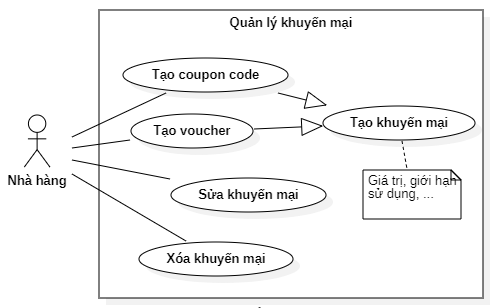 Quản lý khuyến mại
Tạo coupon code
Tạo voucher
Tạo khuyến mại
Nhà hàng
Giá trị, giới hạn
sử dụng, ...
Sửa khuyến mại
Xóa khuyến mại